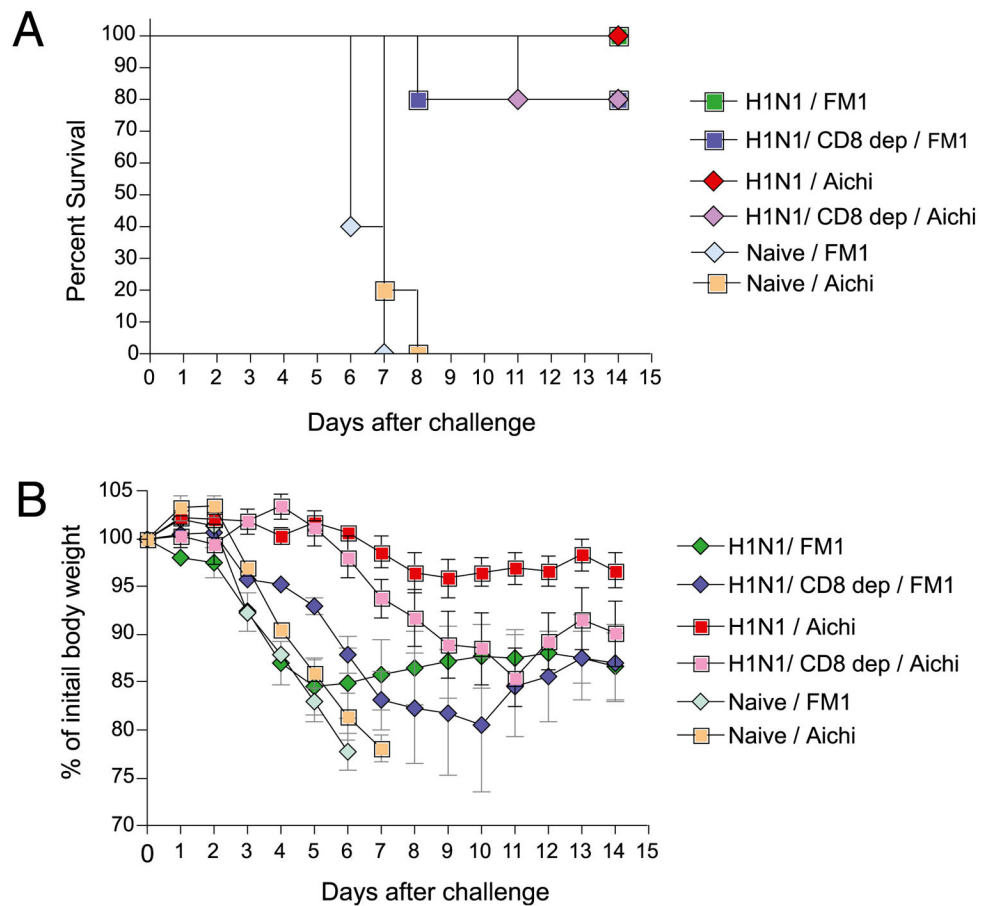 A
Percent Survival
100
90
80
70
60
50
40
30
20
10
0
0 1 2 3 4 5 6 7 8 9 10 11 12 13 14 15
Days after challenge
H1N1 / FM1
H1N1/ CD8 dep / FM1
H1N1 / Aichi
H1N1/ CD8 dep / Aichi
Naive / FM1
Naive / Aichi
B
% of initail body weight
105
100
95
90
85
80
75
70
0 1 2 3 4 5 6 7 8 9 10 11 12 13 14 15
Days after challenge
H1N1/ FM1
H1N1/ CD8 dep / FM1
H1N1 / Aichi
H1N1/ CD8 dep / Aichi
Naive / FM1
Naive / Aichi